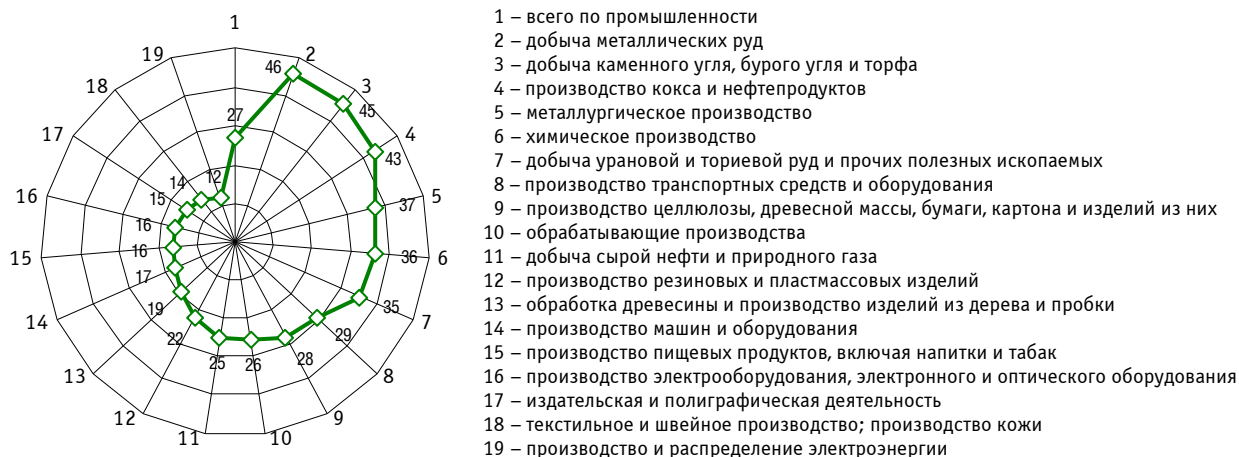 1
2
3
4
5
6
7
8
9
10
11
12
13
14
15
16
17
18
19
27
46
45
43
37
36
35
29
28
26
25
22
19
17
16
16
15
14
12
1 – всего по промышленности
2 – добыча металлических руд
3 – добыча каменного угля, бурого угля и торфа
4 – производство кокса и нефтепродуктов
5 – металлургическое производство
6 – химическое производство
7 – добыча урановой и ториевой руд и прочих полезных ископаемых
8 – производство транспортных средств и оборудования
9 – производство целлюлозы, древесной массы, бумаги, картона и изделий из них
10 – обрабатывающие производства
11 – добыча сырой нефти и природного газа
12 – производство резиновых и пластмассовых изделий
13 – обработка древесины и производство изделий из дерева и пробки
14 – производство машин и оборудования
15 – производство пищевых продуктов, включая напитки и табак
16 – производство электрооборудования, электронного и оптического оборудования
17 – издательская и полиграфическая деятельность
18 – текстильное и швейное производство; производство кожи
19 – производство и распределение электроэнергии